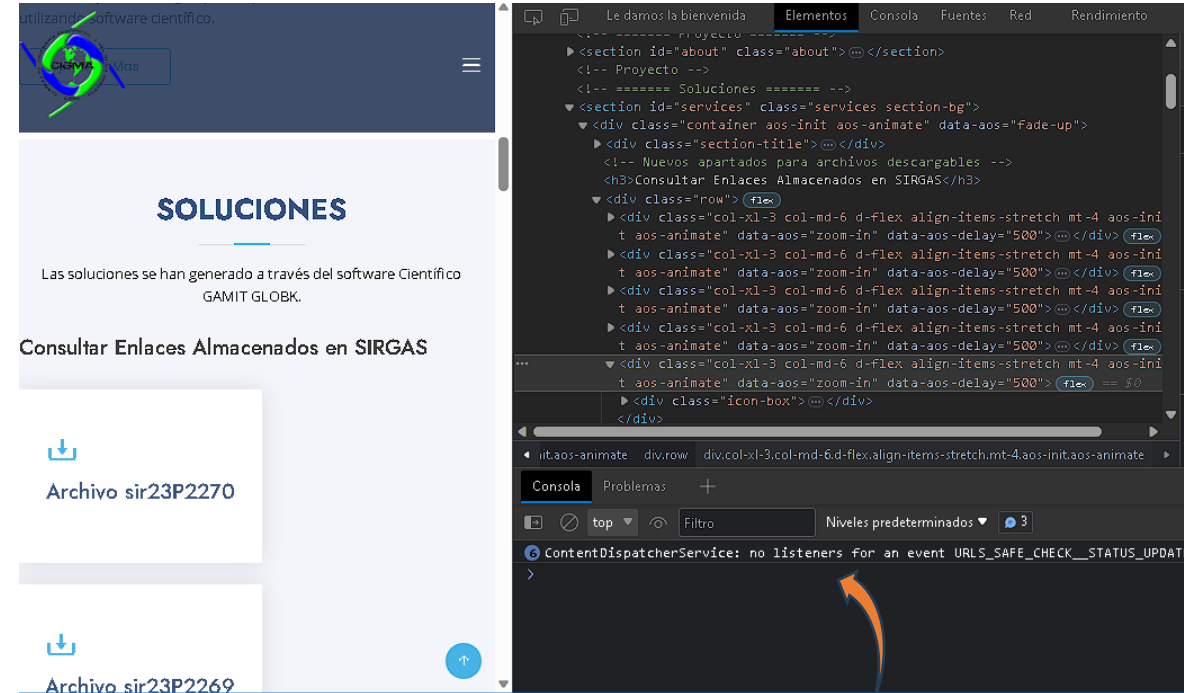 utilizando software científico.
CIGMA
Mas
SOLUCIONES
Las soluciones se han generado a través del software Científico
GAMIT GLOBK.
Consultar Enlaces Almacenados en SIRGAS
Archivo sir23P2270
Archivo sir23P2269
Le damos la bienvenida Elementos Consola Fuentes Red Rendimiento
<!-- ======= Proyecto ======= -->
<section id="about" class="about">…</section>
<!-- Proyecto -->
<!-- ======= Soluciones ======= -->
<section id="services" class="services section-bg">
<div class="container aos-init aos-animate" data-aos="fade-up">
<div class="section-title">…</div>
<!-- Nuevos apartados para archivos descargables -->
<h3>Consultar Enlaces Almacenados en SIRGAS</h3>
<div class="row"> flex
<div class="col-xl-3 col-md-6 d-flex align-items-stretch mt-4 aos-ini
t aos-animate" data-aos="zoom-in" data-aos-delay="500">…</div> flex
<div class="col-xl-3 col-md-6 d-flex align-items-stretch mt-4 aos-ini
t aos-animate" data-aos="zoom-in" data-aos-delay="500">…</div> flex
<div class="col-xl-3 col-md-6 d-flex align-items-stretch mt-4 aos-ini
t aos-animate" data-aos="zoom-in" data-aos-delay="500">…</div> flex
<div class="col-xl-3 col-md-6 d-flex align-items-stretch mt-4 aos-ini
t aos-animate" data-aos="zoom-in" data-aos-delay="500">…</div> flex
… <div class="col-xl-3 col-md-6 d-flex align-items-stretch mt-4 aos-ini
t aos-animate" data-aos="zoom-in" data-aos-delay="500"> flex == $0
<div class="icon-box">…</div>
</div>
nit.aos-animate div.row div.col-xl-3.col-md-6.d-flex.align-items-stretch.mt-4.aos-init.aos-animate
Consola Problemas
top Filtro Niveles predeterminados 3
6 ContentDispatcherService: no listeners for an event URLS_SAFE_CHECK__STATUS_UPDAT